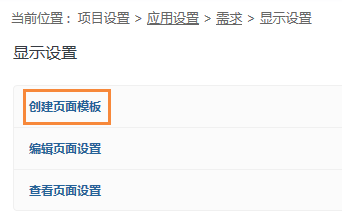 当前位置：项目设置 > 应用设置 > 需求 > 显示设置
显示设置
创建页面模板
编辑页面设置
查看页面设置